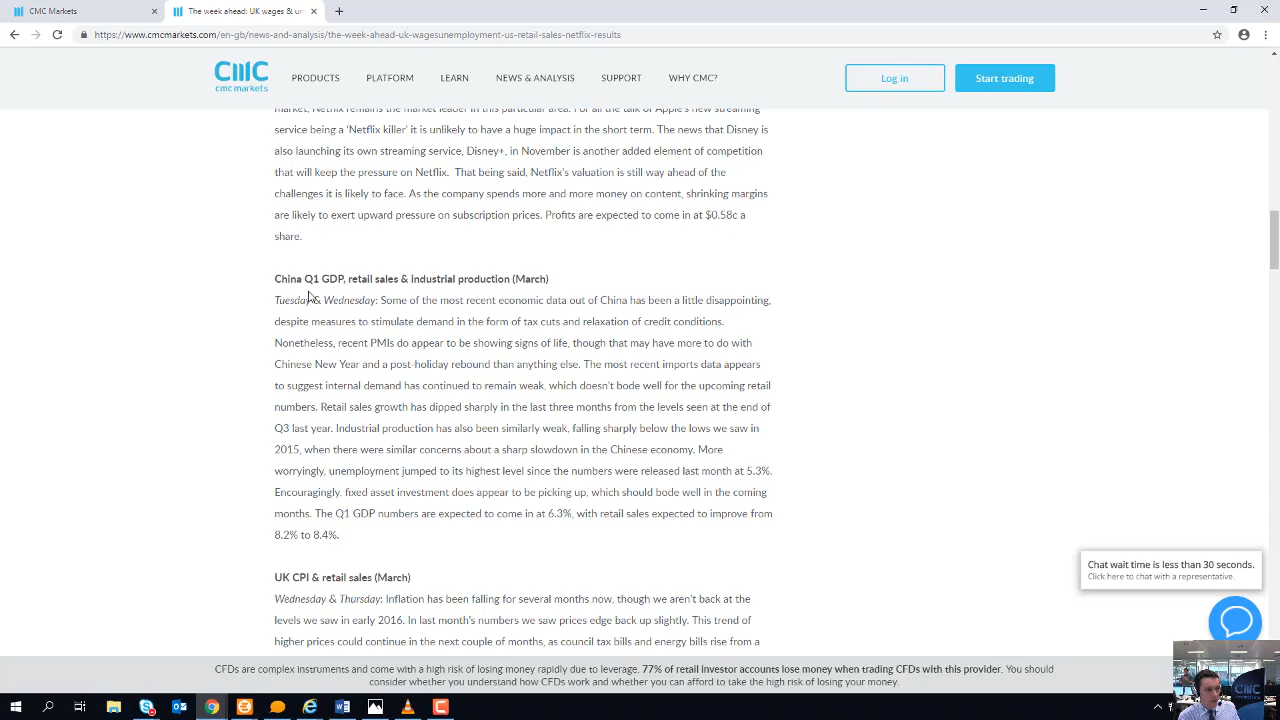 CMC Markets
The week ahead: UK wages & un
https://www.cmcmarkets.com/en-gb/news-and-analysis/the-week-ahead-uk-wagesunemployment-us-retail-sales-netflix-results
cmc markets
PRODUCTS
PLATFORM
LEARN
NEWS & ANALYSIS
SUPPORT
WHY CMC?
Log in
Start trading
market, Netflix remains the market leader in this particular area. For all the talk of Apple's new streaming
service being a 'Netflix killer' it is unlikely to have a huge impact in the short term. The news that Disney is
also launching its own streaming service, Disney+, in November is another added element of competition
that will keep the pressure on Netflix. That being said, Netflix's valuation is still way ahead of the
challenges it is likely to face. As the company spends more and more money on content, shrinking margins
are likely to exert upward pressure on subscription prices. Profits are expected to come in at $0.58c a
share.
China Q1 GDP, retail sales & industrial production (March)
Tuesday & Wednesday: Some of the most recent economic data out of China has been a little disappointing,
despite measures to stimulate demand in the form of tax cuts and relaxation of credit conditions.
Nonetheless, recent PMIs do appear to be showing signs of life, though that may have more to do with
Chinese New Year and a post-holiday rebound than anything else. The most recent imports data appears
to suggest internal demand has continued to remain weak, which doesn't bode well for the upcoming retail
numbers. Retail sales growth has dipped sharply in the last three months from the levels seen at the end of
Q3 last year. Industrial production has also been similarly weak, falling sharply below the lows we saw in
2015, when there were similar concerns about a sharp slowdown in the Chinese economy. More
worryingly, unemployment jumped to its highest level since the numbers were released last month at 5.3%.
Encouragingly, fixed asset investment does appear to be picking up, which should bode well in the coming
months. The Q1 GDP numbers are expected to come in at 6.3%, with retail sales expected to improve from
8.2% to 8.4%.
UK CPI & retail sales (March)
Wednesday & Thursday: Inflation has been falling for several months now, though we aren't back at the
levels we saw in early 2016. In last month's numbers we saw prices edge back up slightly. This trend of
higher prices could continue in the next couple of months, as council tax bills and energy bills rise from a
Chat wait time is less than 30 seconds.
Click here to chat with a representative.
CFDs are complex instruments and come with a high risk of losing money rapidly due to leverage. 77% of retail investor accounts lose money when trading CFDs with this provider. You should
consider whether you understand how CFDs work and whether you can afford to take the high risk of losing your money.